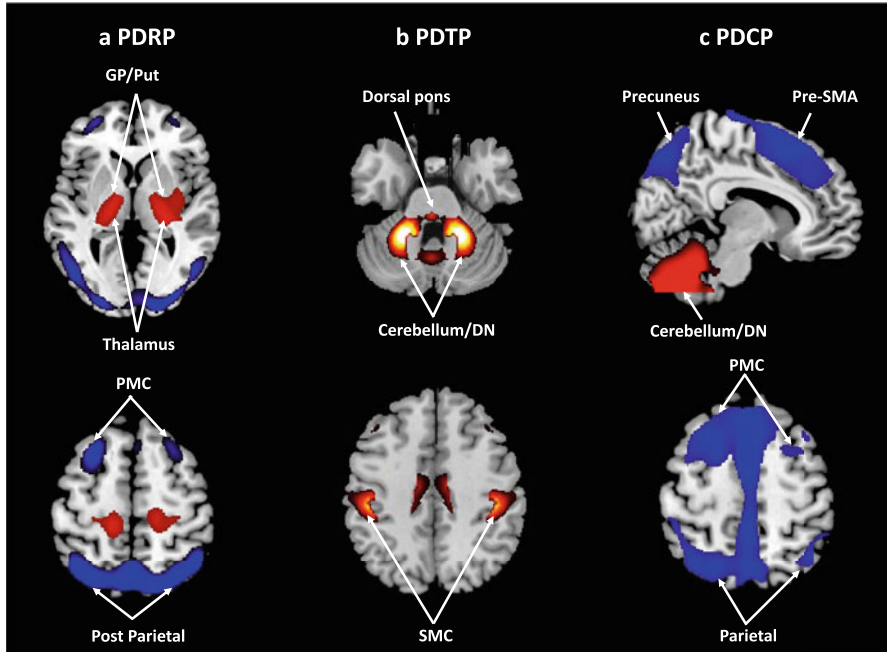 a PDRP
b PDTP
c PDCP
GP/Put
Dorsal pons
Precuneus
Pre-SMA
Thalamus
Cerebellum/DN
Cerebellum/DN
PMC
PMC
Post Parietal
SMC
Parietal